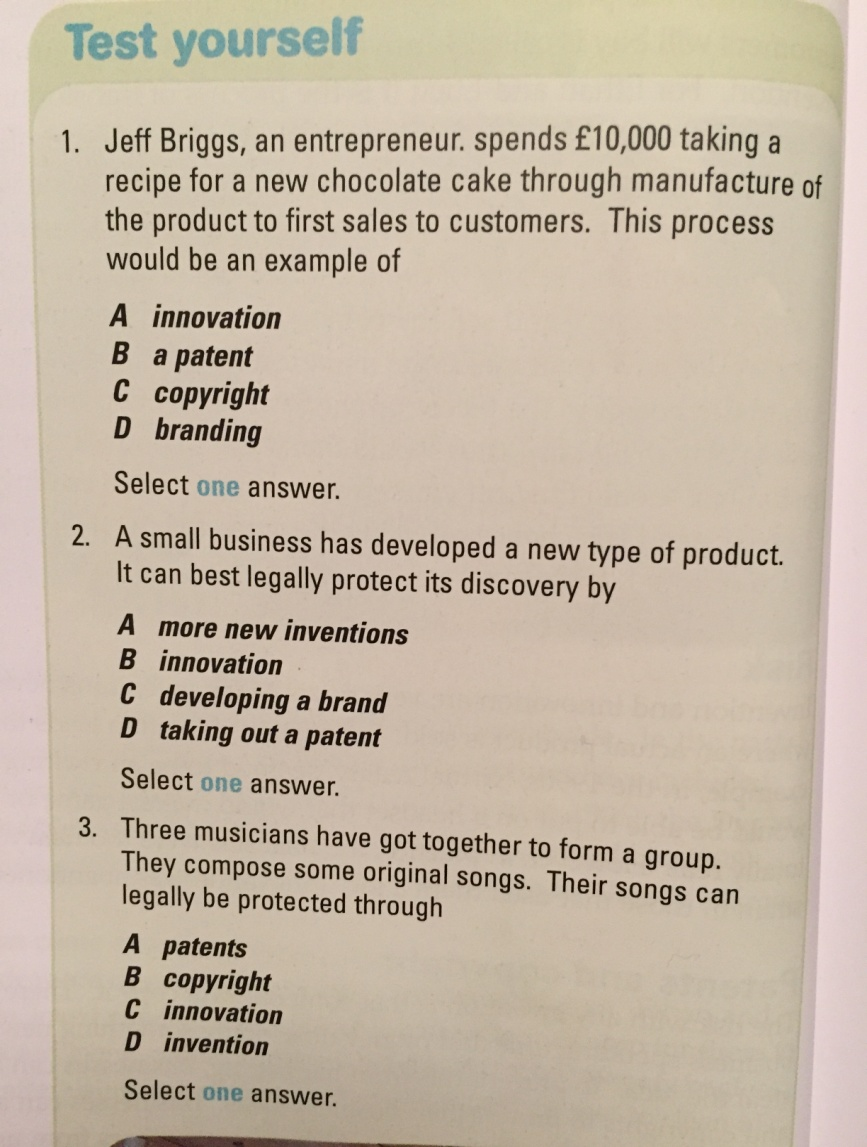 Test yourself
1. Jeff Briggs, an entrepreneur. spends £10,000 taking a
recipe for a new chocolate cake through manufacture of
the product to first sales to customers. This process
would be an example of
A innovation
B a patent
C copyright
D branding
Select one answer.
2. A small business has developed a new type of product.
It can best legally protect its discovery by
A more new inventions
B innovation
C developing a brand
D taking out a patent
Select one answer.
3. Three musicians have got together to form a group.
They compose some original songs. Their songs can
legally be protected through
A patents
B copyright
C innovation
D invention
Select one answer.